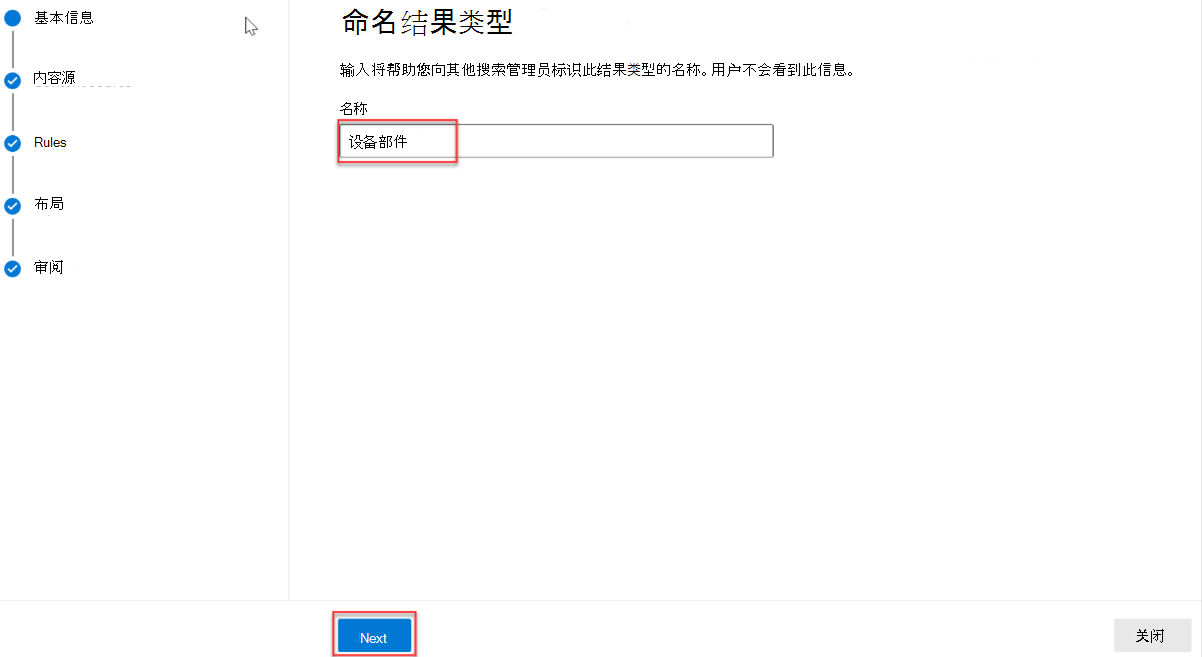 基本信息
内容源
Rules
布局
审阅
命名结果类型
输入将帮助您向其他搜索管理员标识此结果类型的名称。用户不会看到此信息。
名称
设备部件
Next
关闭